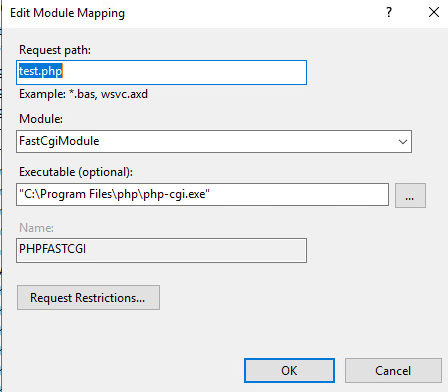 Edit Module Mapping
Request path:
test.php
Example: *.bas, wsvc.axd
Module:
FastCgiModule
Executable (optional):
"C:\Program Files\php\php-cgi.exe"
...
Name:
PHPFASTCGI
Request Restrictions...
OK
Cancel